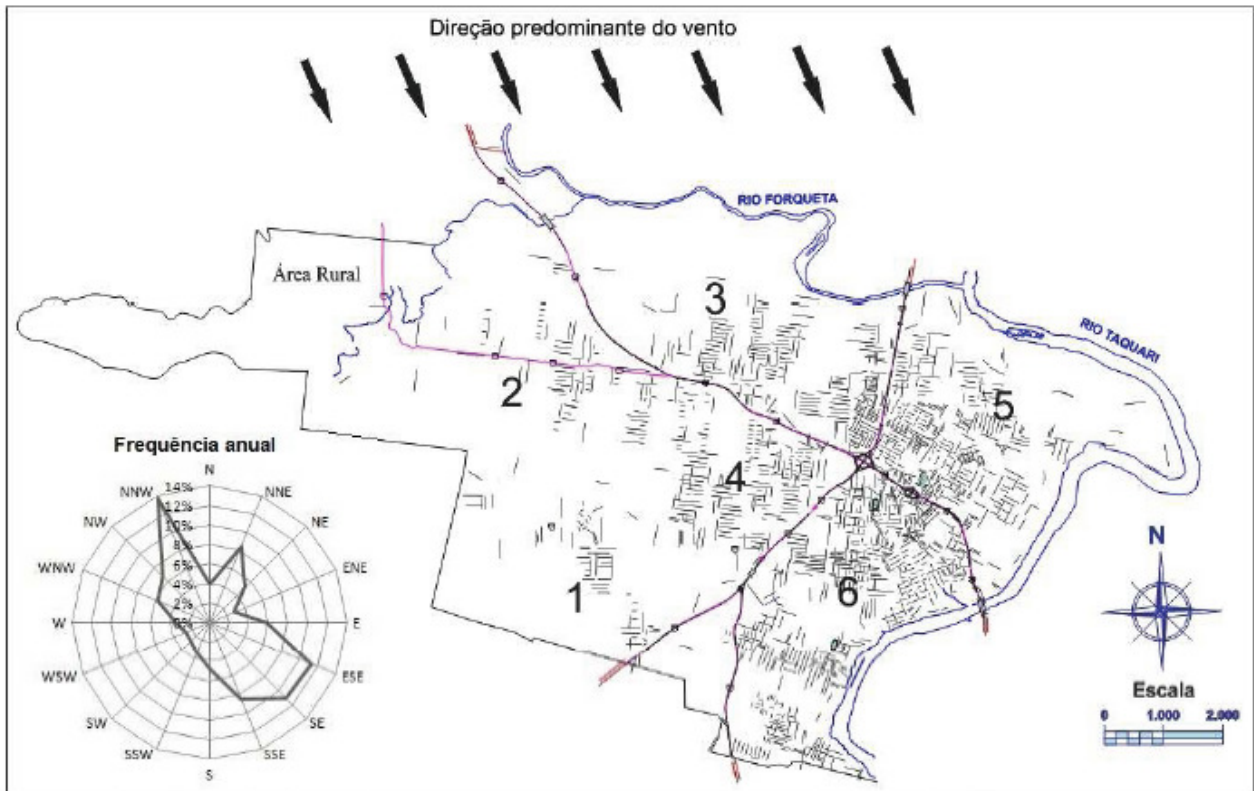 Direção predominante do vento
RIO FORQUETA
RIO TAQUARI
Área Rural
3
2
5
4
1
6
Frequência anual
N
NNE
NE
ENE
E
ESE
SE
SSE
S
SSW
SW
WSW
W
WNW
NW
NNW
14%
12%
10%
8%
6%
4%
2%
0%
N
Escala
0 1.000 2.000